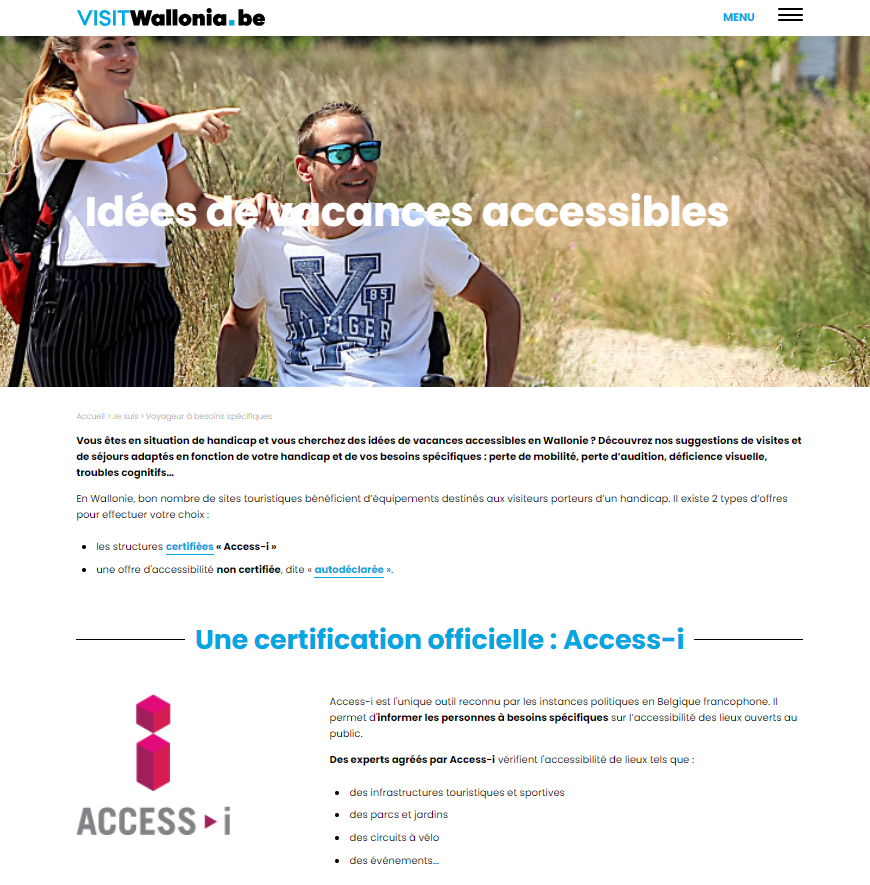 VISITWallonia.be
MENU
Idées de vacances accessibles
85
HILFIGER
Accueil > Je suis > Voyageur à besoins spécifiques
Vous êtes en situation de handicap et vous cherchez des idées de vacances accessibles en Wallonie ? Découvrez nos suggestions de visites et
de séjours adaptés en fonction de votre handicap et de vos besoins spécifiques : perte de mobilité, perte d’audition, déficience visuelle,
troubles cognitifs...
En Wallonie, bon nombre de sites touristiques bénéficient d’équipements destinés aux visiteurs porteurs d’un handicap. Il existe 2 types d’offres
pour effectuer votre choix :
les structures certifiées « Access-i »
une offre d'accessibilité non certifiée, dite « autodéclarée ».
Une certification officielle : Access-i
ACCESS i
Access-i est l'unique outil reconnu par les instances politiques en Belgique francophone. Il
permet d'informer les personnes à besoins spécifiques sur l’accessibilité des lieux ouverts au
public.
Des experts agréés par Access-i vérifient l'accessibilité de lieux tels que :
des infrastructures touristiques et sportives
des parcs et jardins
des circuits à vélo
des événements...